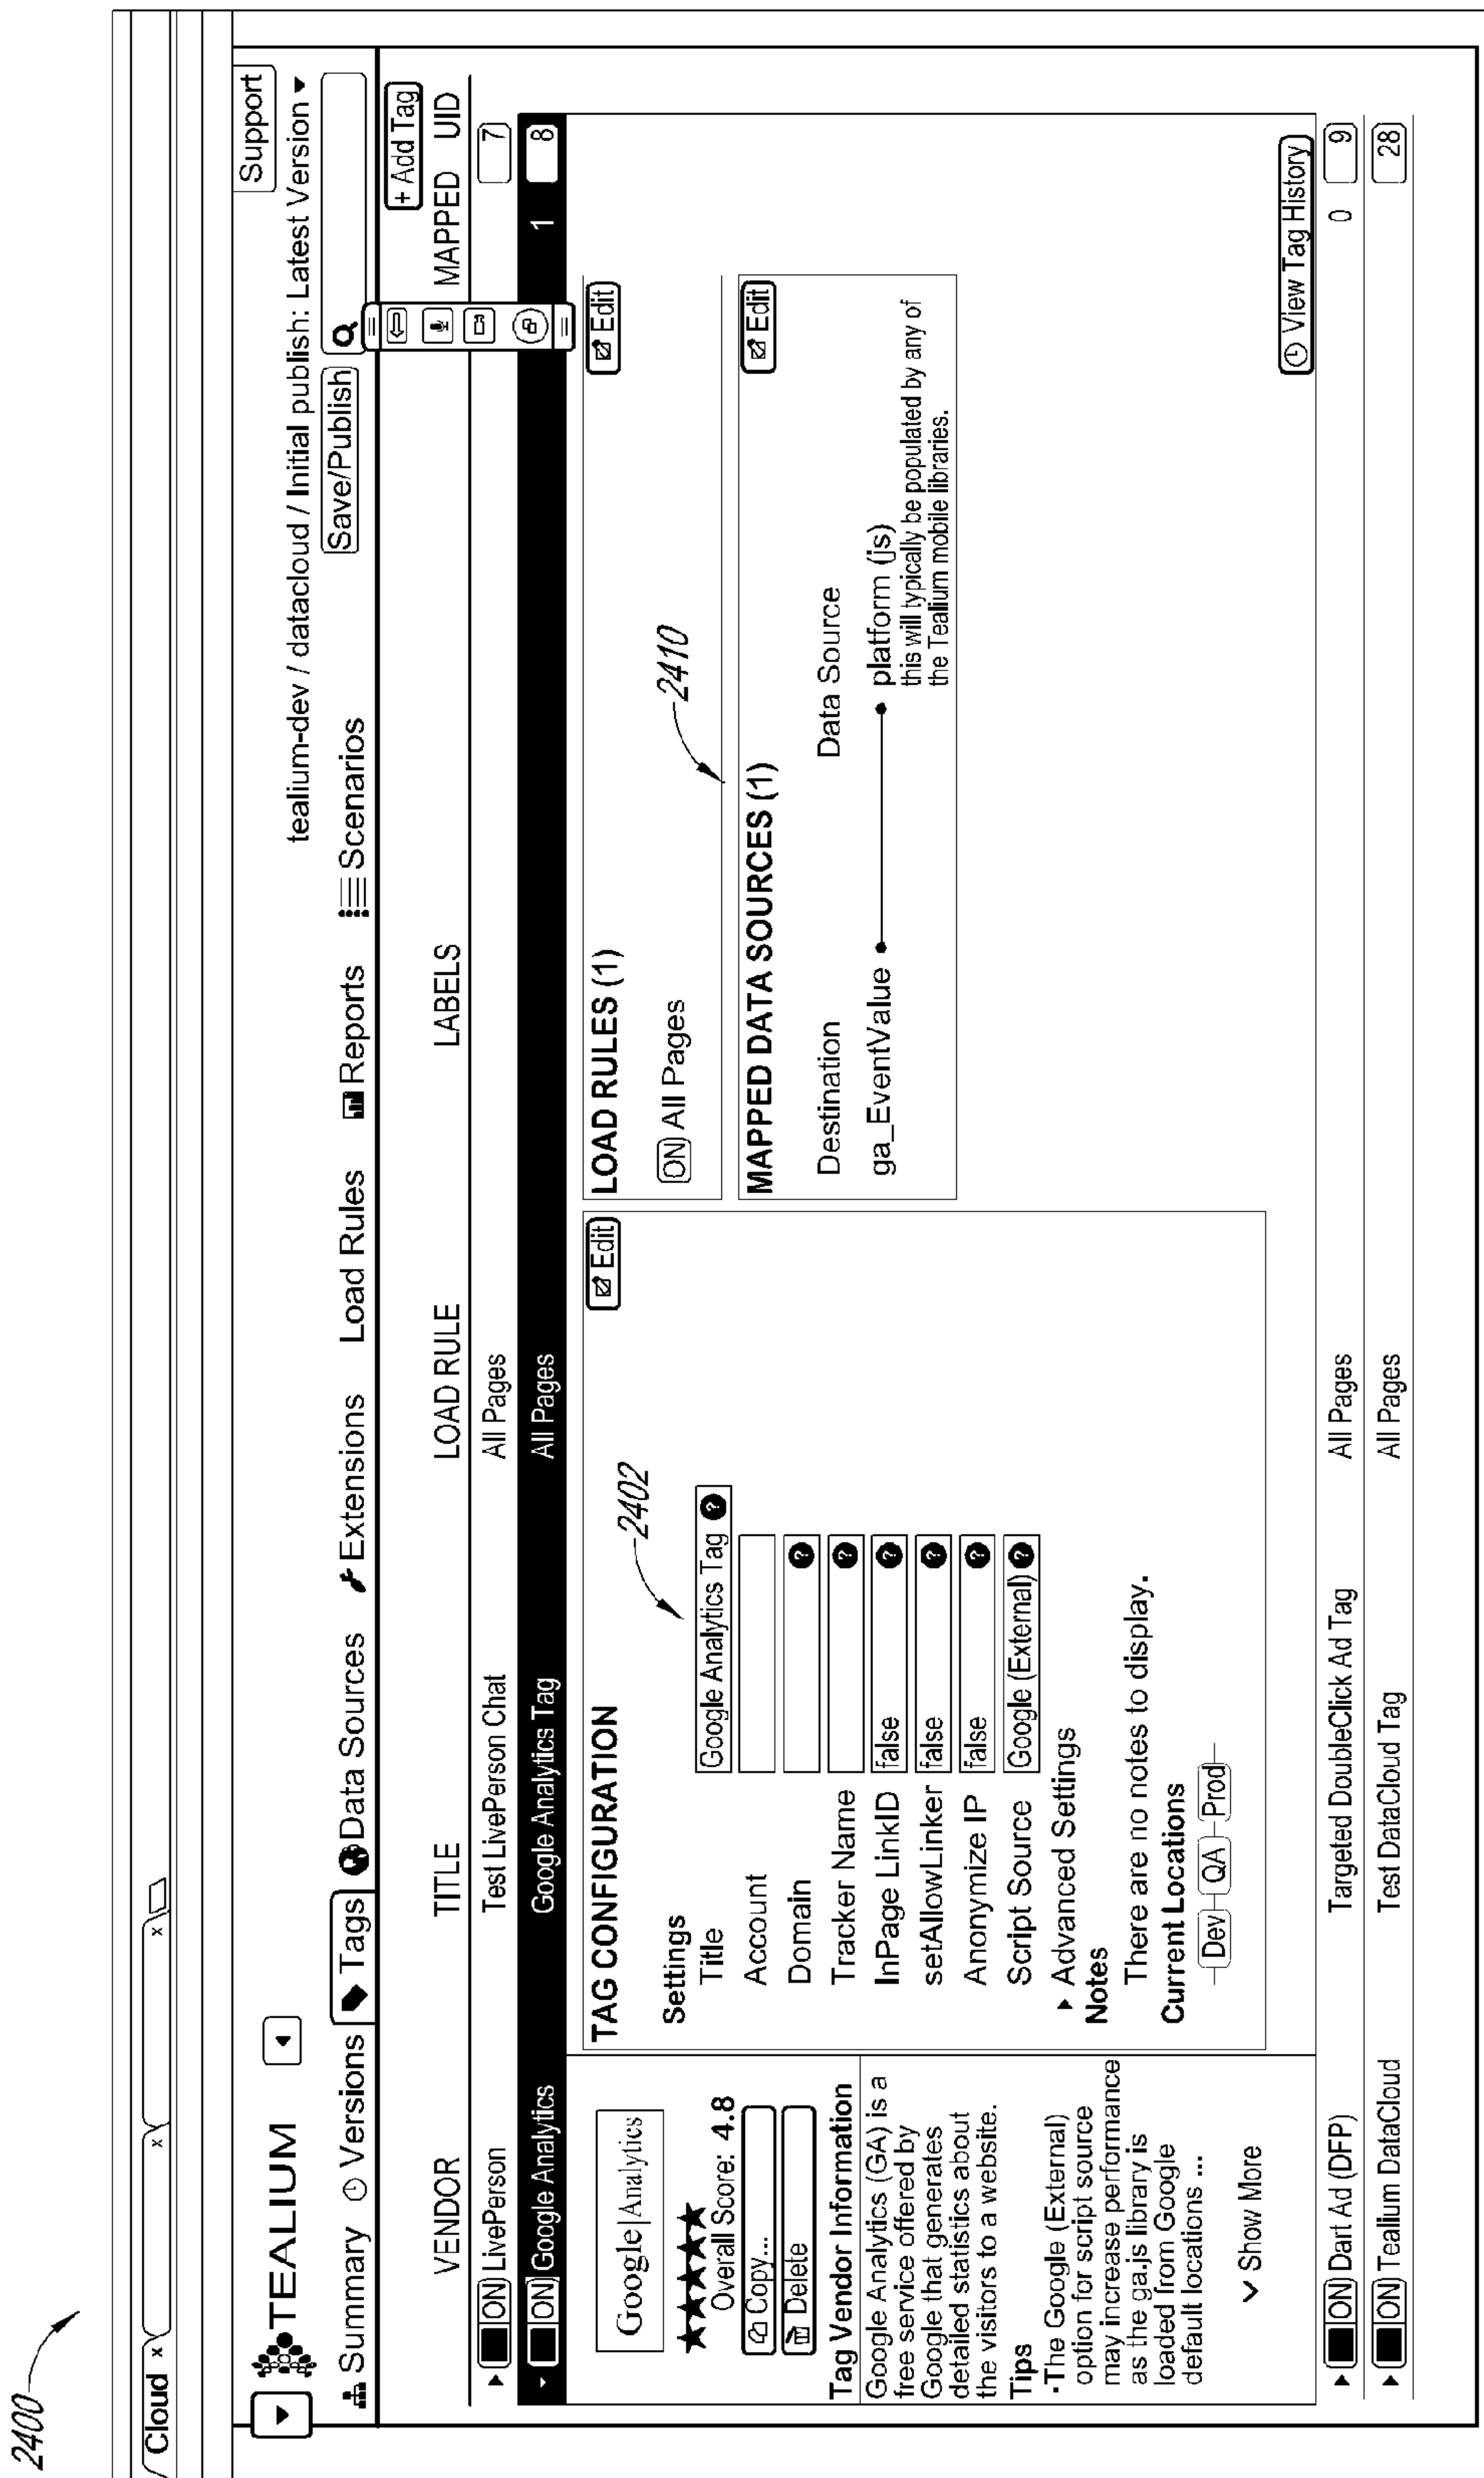 2400
Cloud x
x
x
TEALIUM
Support
tealium-dev / datacloud / Initial publish: Latest Version
Summary Versions Tags Data Sources Extensions Load Rules Reports Scenarios Save/Publish
+ Add Tag
VENDOR TITLE LOAD RULE LABELS MAPPED UID
ON LivePerson Test LivePerson Chat All Pages 7
ON Google Analytics Google Analytics Tag All Pages 1 8
Google Analytics
Overall Score: 4.8
Copy...
Delete
Tag Vendor Information
Google Analytics (GA) is a
free service offered by
Google that generates
detailed statistics about
the visitors to a website.
Tips
·The Google (External)
option for script source
may increase performance
as the ga.js library is
loaded from Google
default locations ...
Show More
TAG CONFIGURATION Edit
2402
Settings
Title Google Analytics Tag ?
Account
Domain ?
Tracker Name ?
InPage LinkID false ?
setAllowLinker false ?
Anonymize IP false ?
Script Source Google (External) ?
Advanced Settings
Notes
There are no notes to display.
Current Locations
Dev QA Prod
LOAD RULES (1) Edit
ON All Pages
2410
MAPPED DATA SOURCES (1) Edit
Destination Data Source
ga_EventValue platform (js)
this will typically be populated by any of
the Tealium mobile libraries.
View Tag History
ON Dart Ad (DFP) Targeted DoubleClick Ad Tag All Pages 0 9
ON Tealium DataCloud Test DataCloud Tag All Pages 28